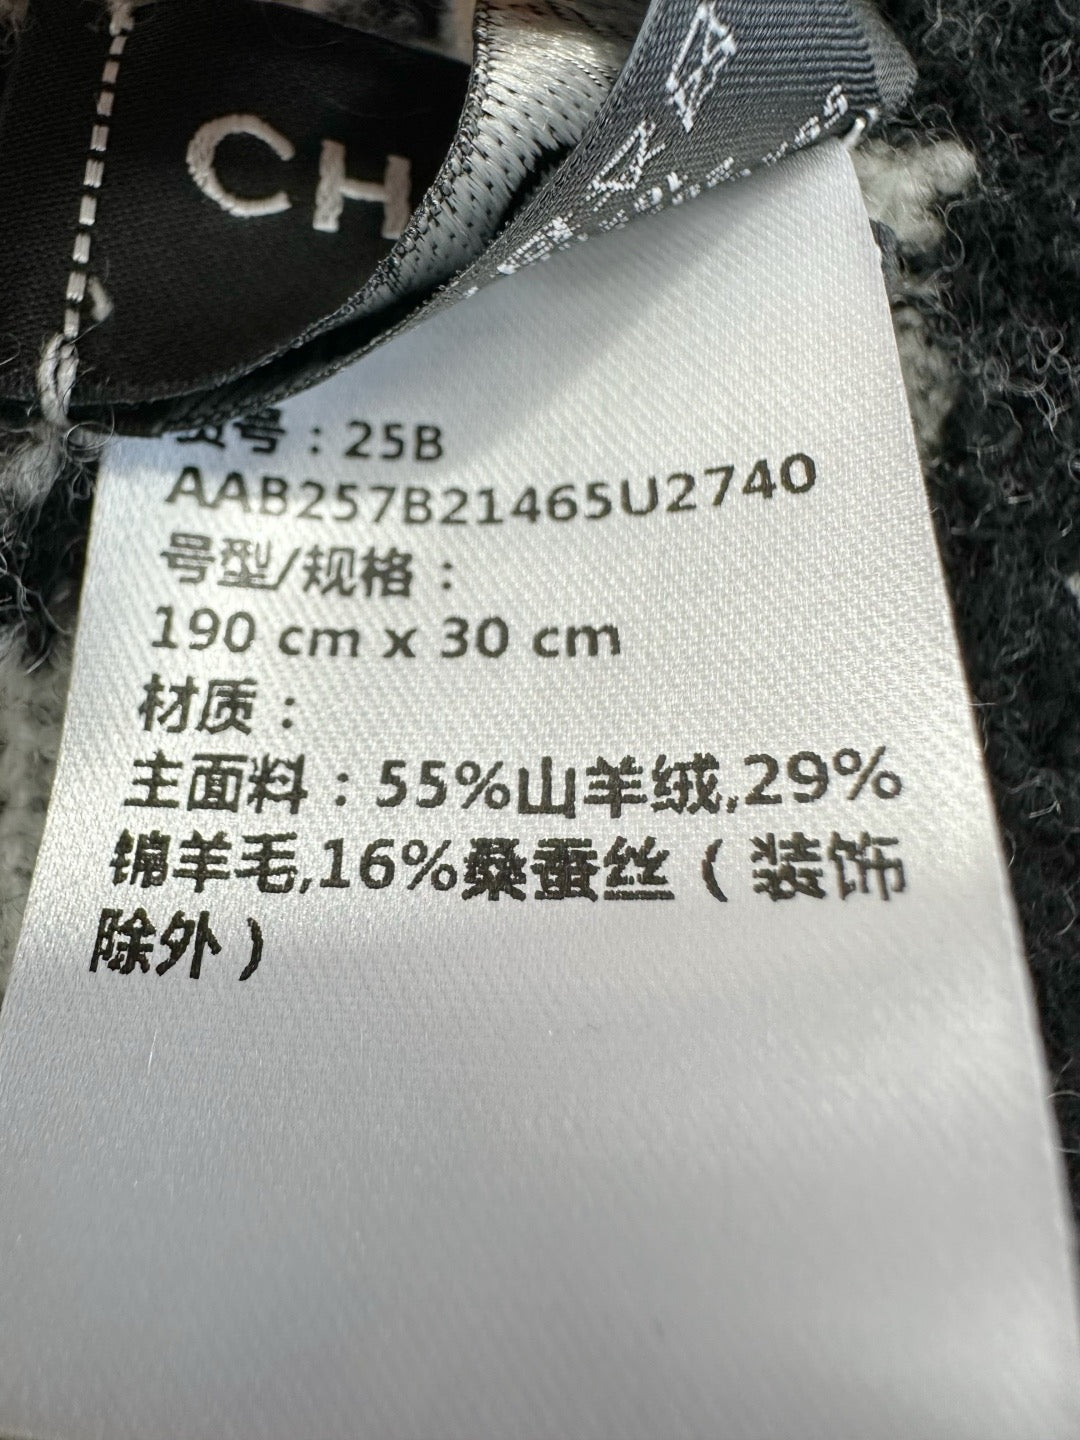 CH
货号：25B
AAB257B21465U2740
号型/规格：
190 cm x 30 cm
材质：
主面料：55%山羊绒,29%
锦羊毛,16%桑蚕丝（装饰
除外）